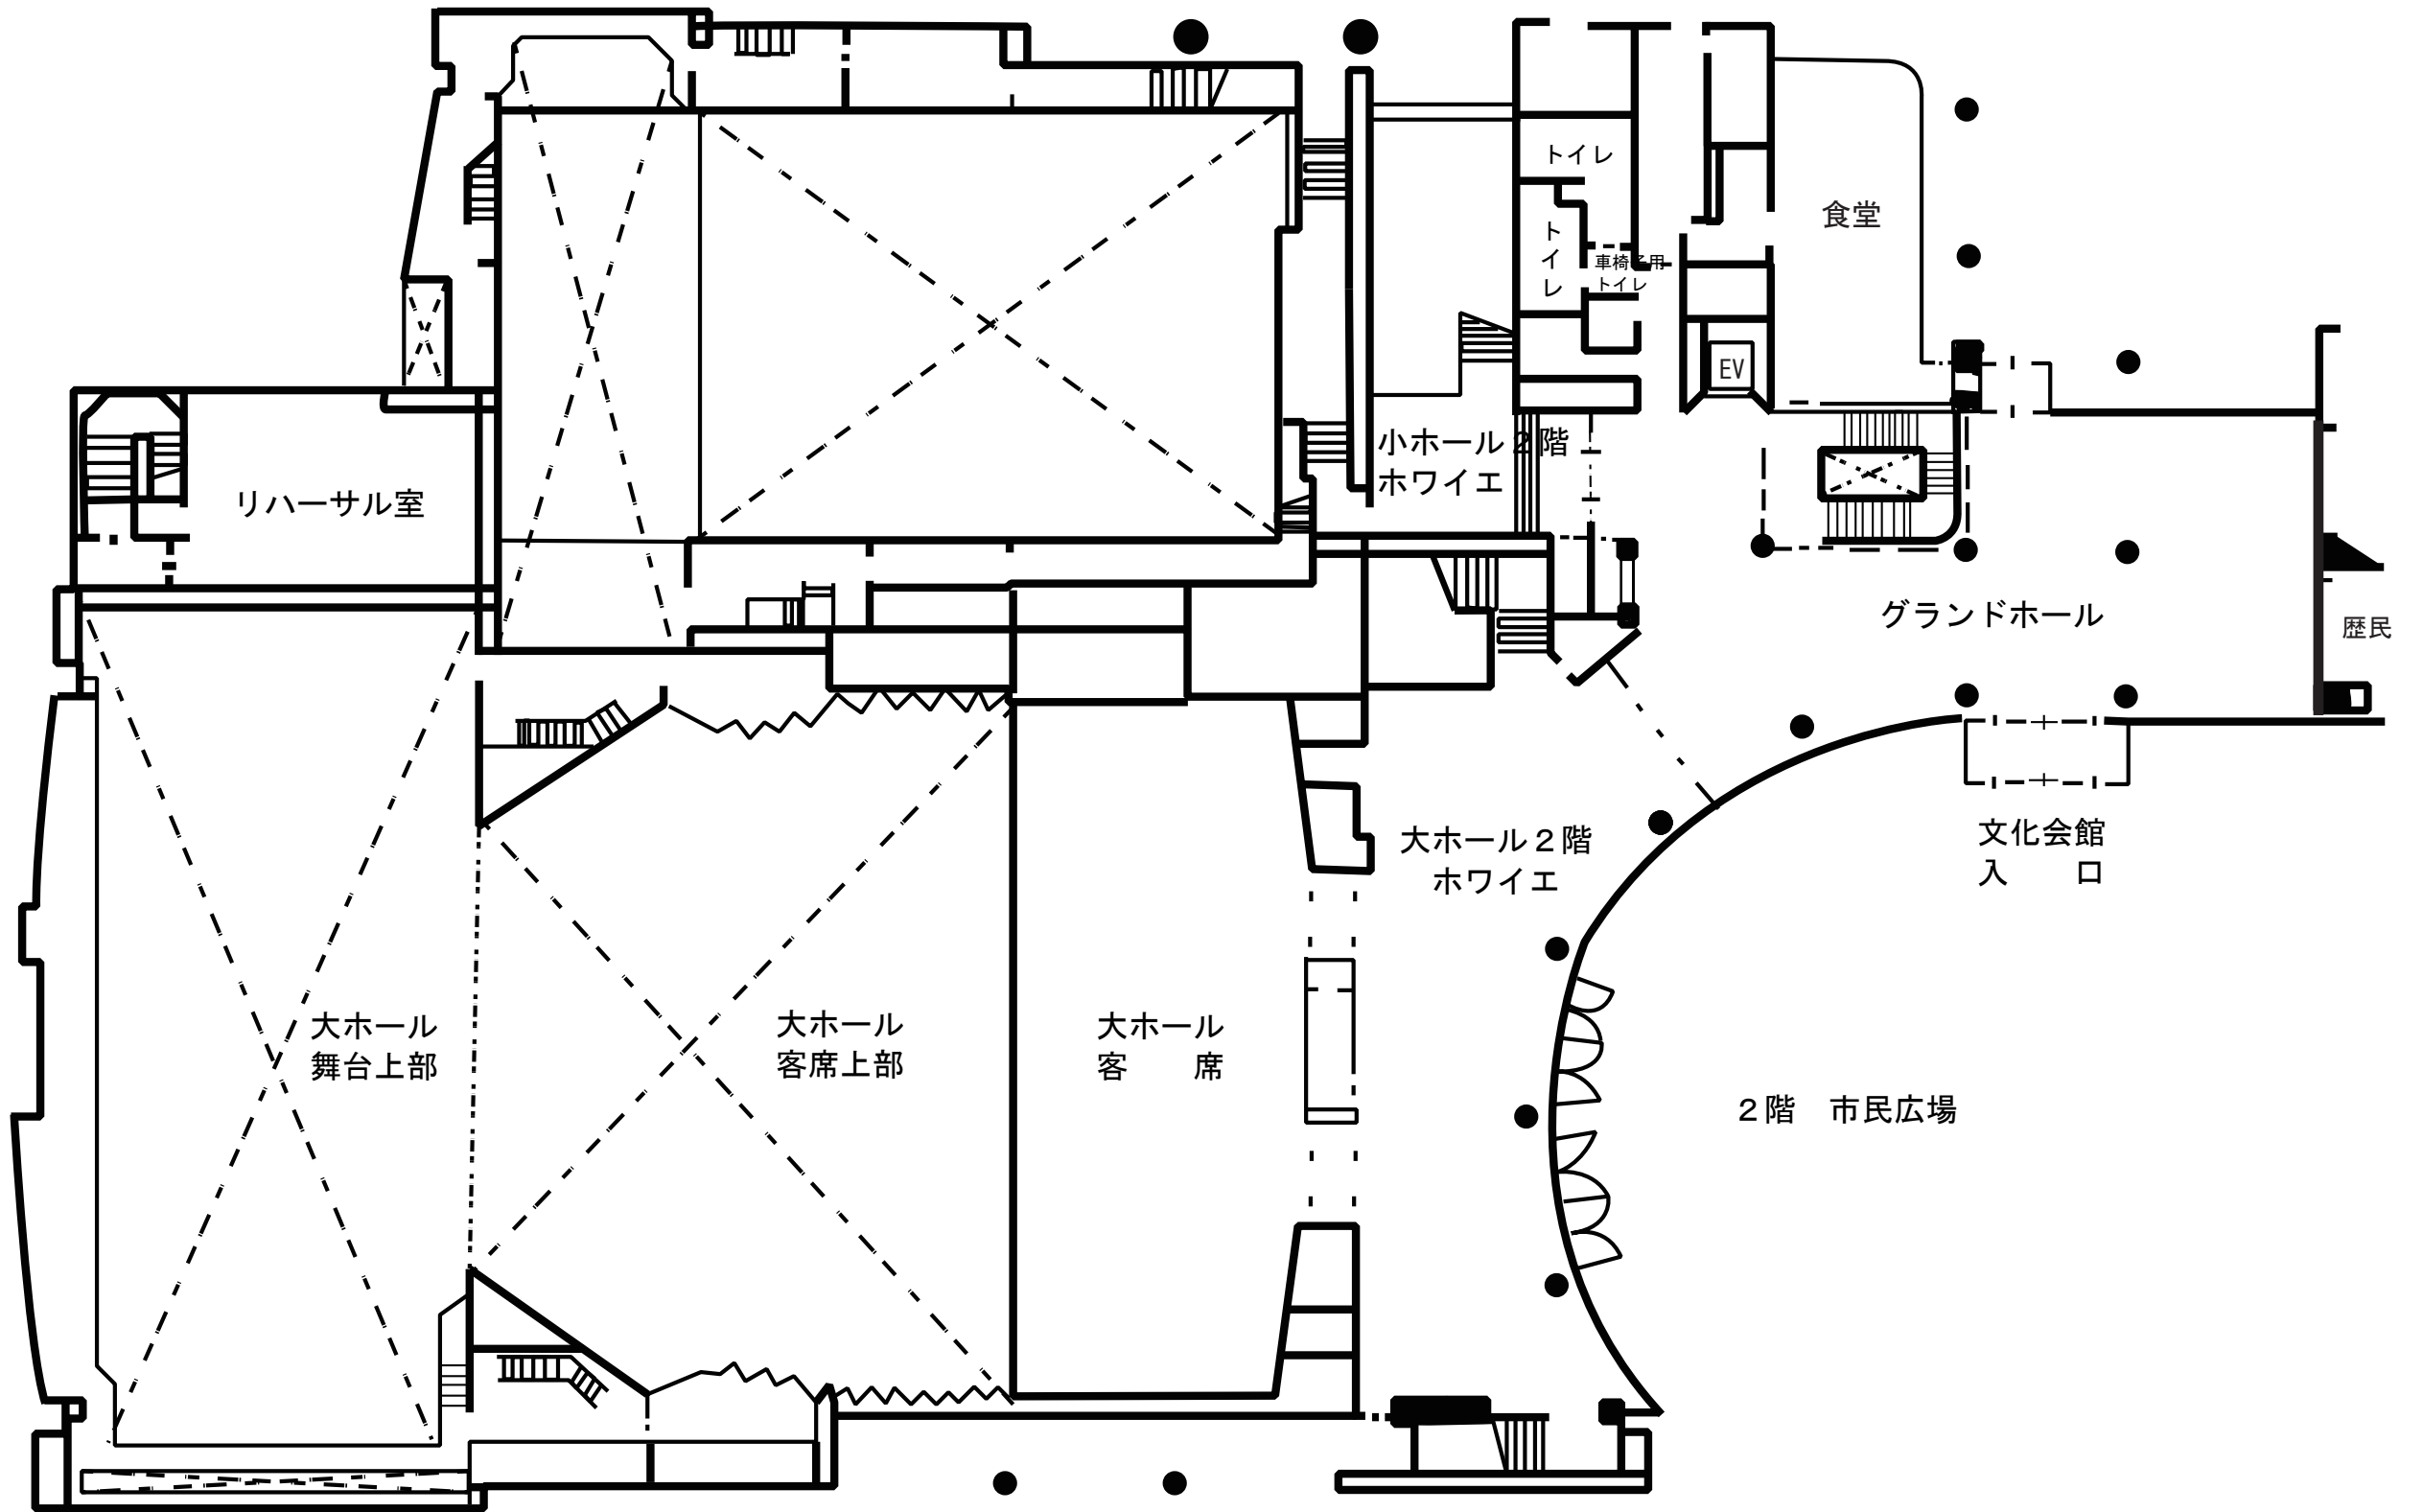 トイレ
食堂
トイレ
車椅子用
トイレ
EV
小ホール２階
ホワイエ
リハーサル室
グランドホール
歴民
大ホール２階
ホワイエ
文化会館
入　　口
大ホール
舞台上部
大ホール
客席上部
大ホール
客　　席
２階　市民広場